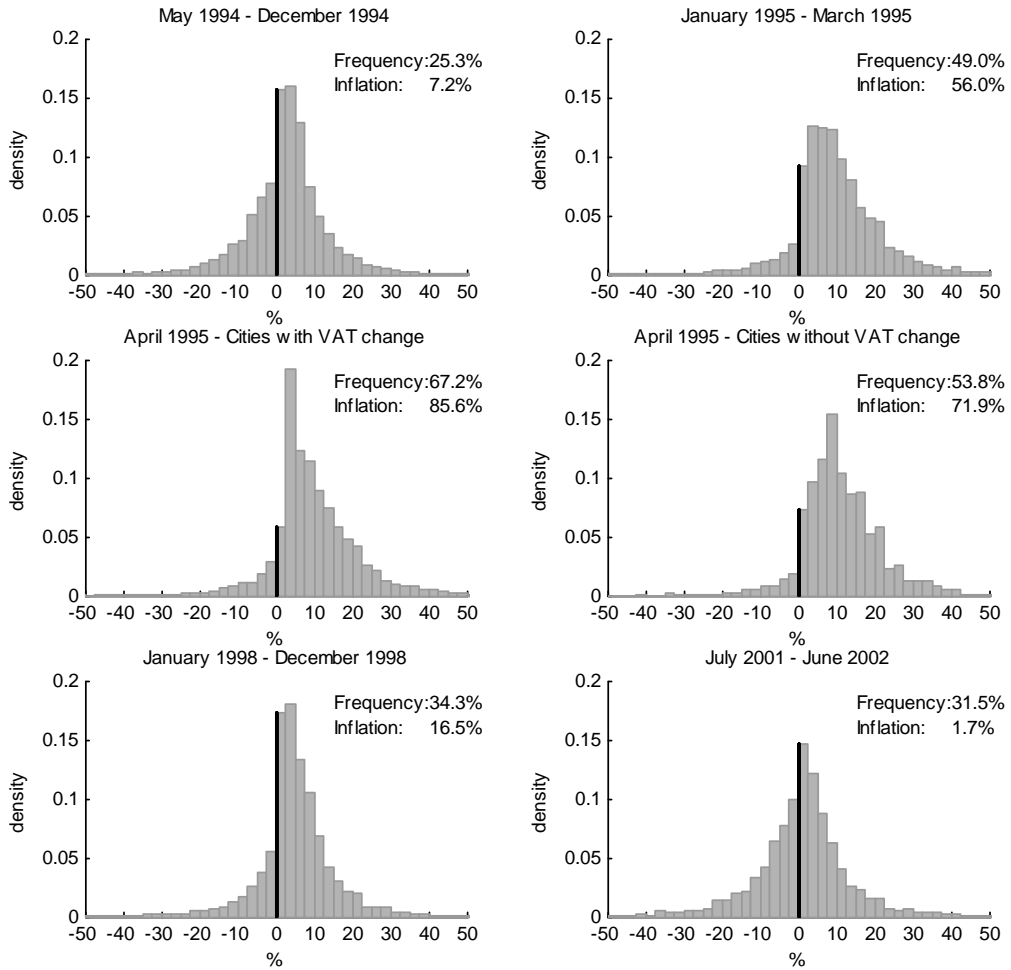 May 1994 - December 1994
0.2
0.15
0.1
0.05
0
density
Frequency:25.3%
Inflation: 7.2%
-50 -40 -30 -20 -10 0 10 20 30 40 50
%
January 1995 - March 1995
0.2
0.15
0.1
0.05
0
density
Frequency:49.0%
Inflation: 56.0%
-50 -40 -30 -20 -10 0 10 20 30 40 50
%
April 1995 - Cities with VAT change
0.2
0.15
0.1
0.05
0
density
Frequency:67.2%
Inflation: 85.6%
-50 -40 -30 -20 -10 0 10 20 30 40 50
%
April 1995 - Cities without VAT change
0.2
0.15
0.1
0.05
0
density
Frequency:53.8%
Inflation: 71.9%
-50 -40 -30 -20 -10 0 10 20 30 40 50
%
January 1998 - December 1998
0.2
0.15
0.1
0.05
0
density
Frequency:34.3%
Inflation: 16.5%
-50 -40 -30 -20 -10 0 10 20 30 40 50
%
July 2001 - June 2002
0.2
0.15
0.1
0.05
0
density
Frequency:31.5%
Inflation: 1.7%
-50 -40 -30 -20 -10 0 10 20 30 40 50
%